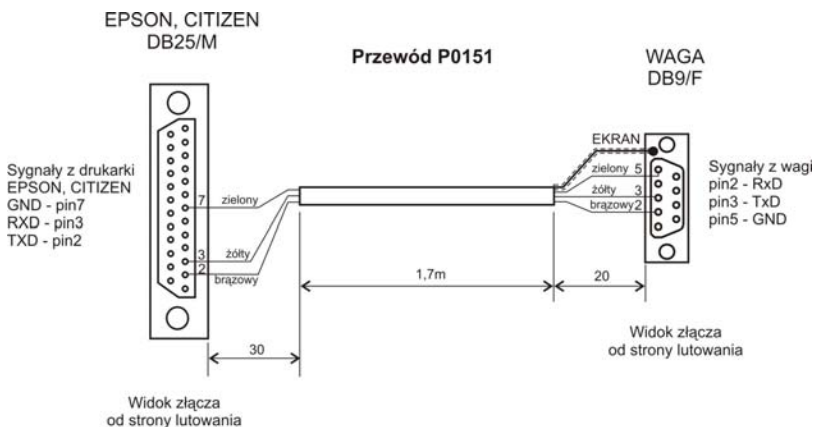 EPSON, CITIZEN
DB25/M
Przewód P0151
WAGA
DB9/F
EKRAN
Sygnały z drukarki
EPSON, CITIZEN
GND - pin7
RXD - pin3
TXD - pin2
7 zielony
3 żółty
2 brązowy
zielony 5
żółty 3
brązowy 2
Sygnały z wagi
pin2 - RxD
pin3 - TxD
pin5 - GND
1,7m
20
30
Widok złącza
od strony lutowania
Widok złącza
od strony lutowania